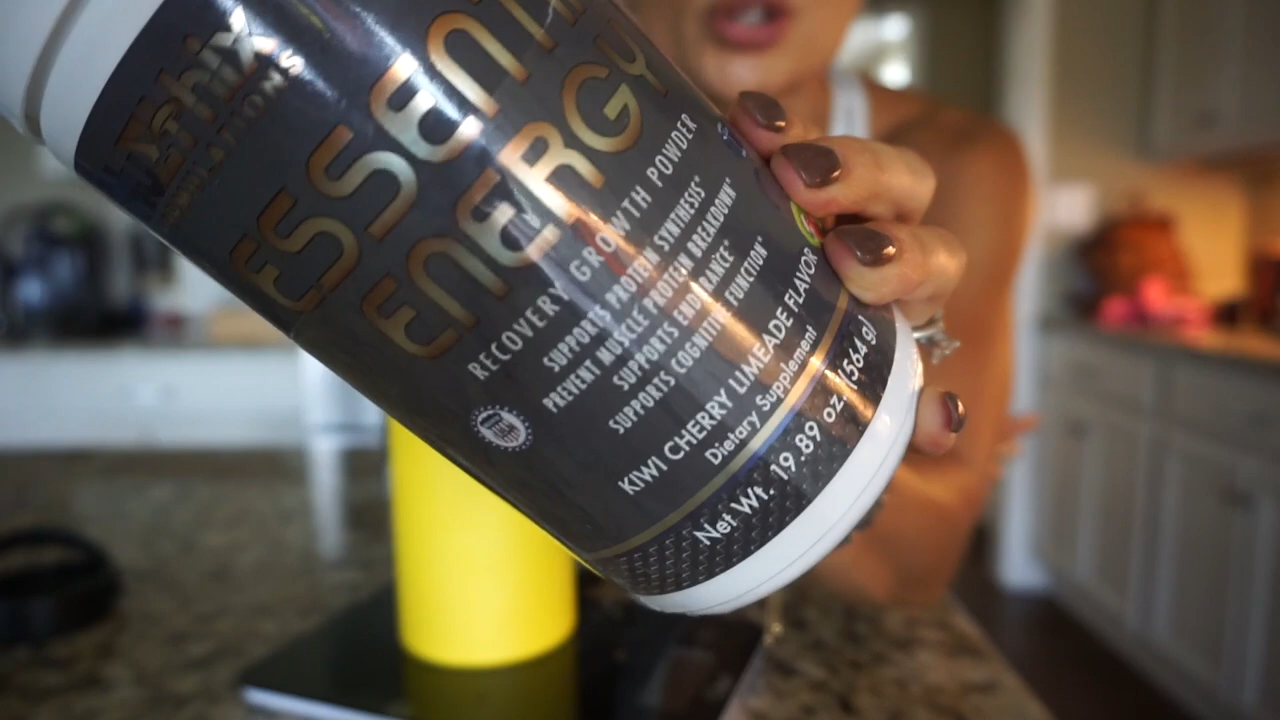 ENERGY
RECOVERY GROWTH POWDER
SUPPORTS PROTEIN SYNTHESIS*
PREVENT MUSCLE PROTEIN BREAKDOWN*
SUPPORTS ENDURANCE*
SUPPORTS COGNITIVE FUNCTION*
KIWI CHERRY LIMEADE FLAVOR
Dietary Supplement
Net Wt. 19.89 oz. (564 g)